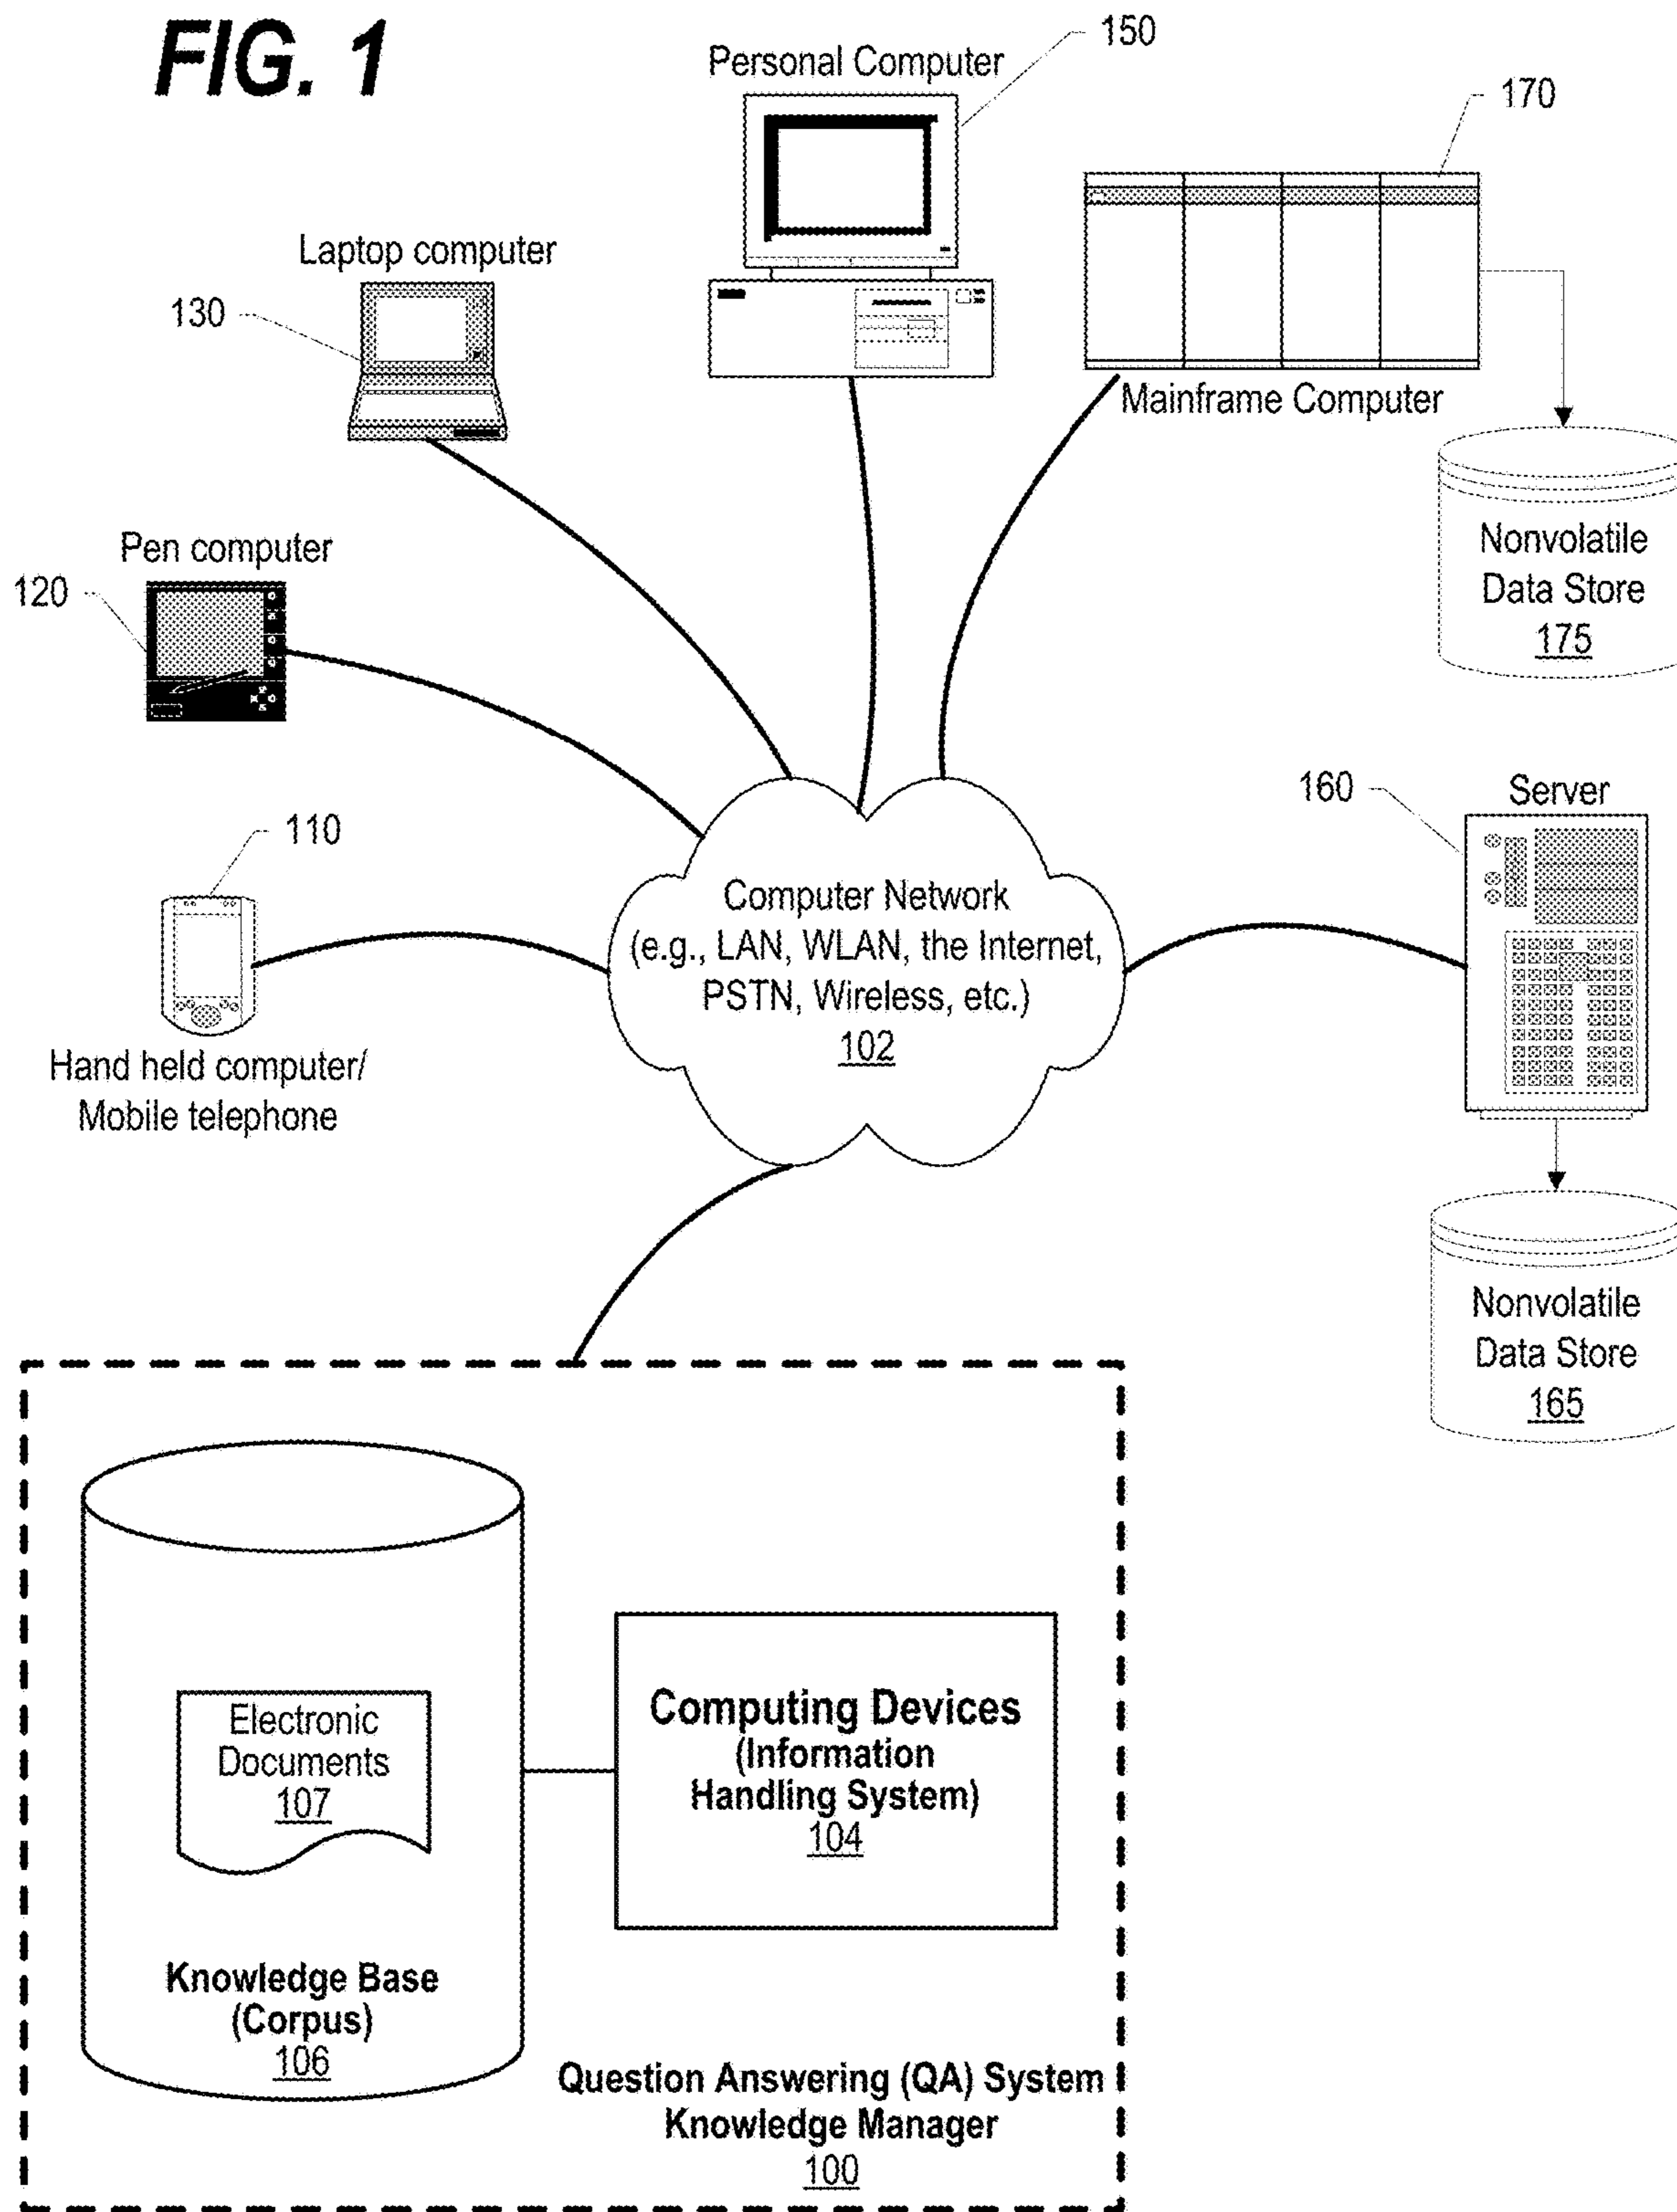 FIG. 1
Personal Computer
150
170
Laptop computer
130
Mainframe Computer
Nonvolatile
Data Store
175
Pen computer
120
110
Hand held computer/
Mobile telephone
Computer Network
(e.g., LAN, WLAN, the Internet,
PSTN, Wireless, etc.)
102
160
Server
Nonvolatile
Data Store
165
Electronic
Documents
107
Knowledge Base
(Corpus)
106
Computing Devices
(Information
Handling System)
104
Question Answering (QA) System
Knowledge Manager
100